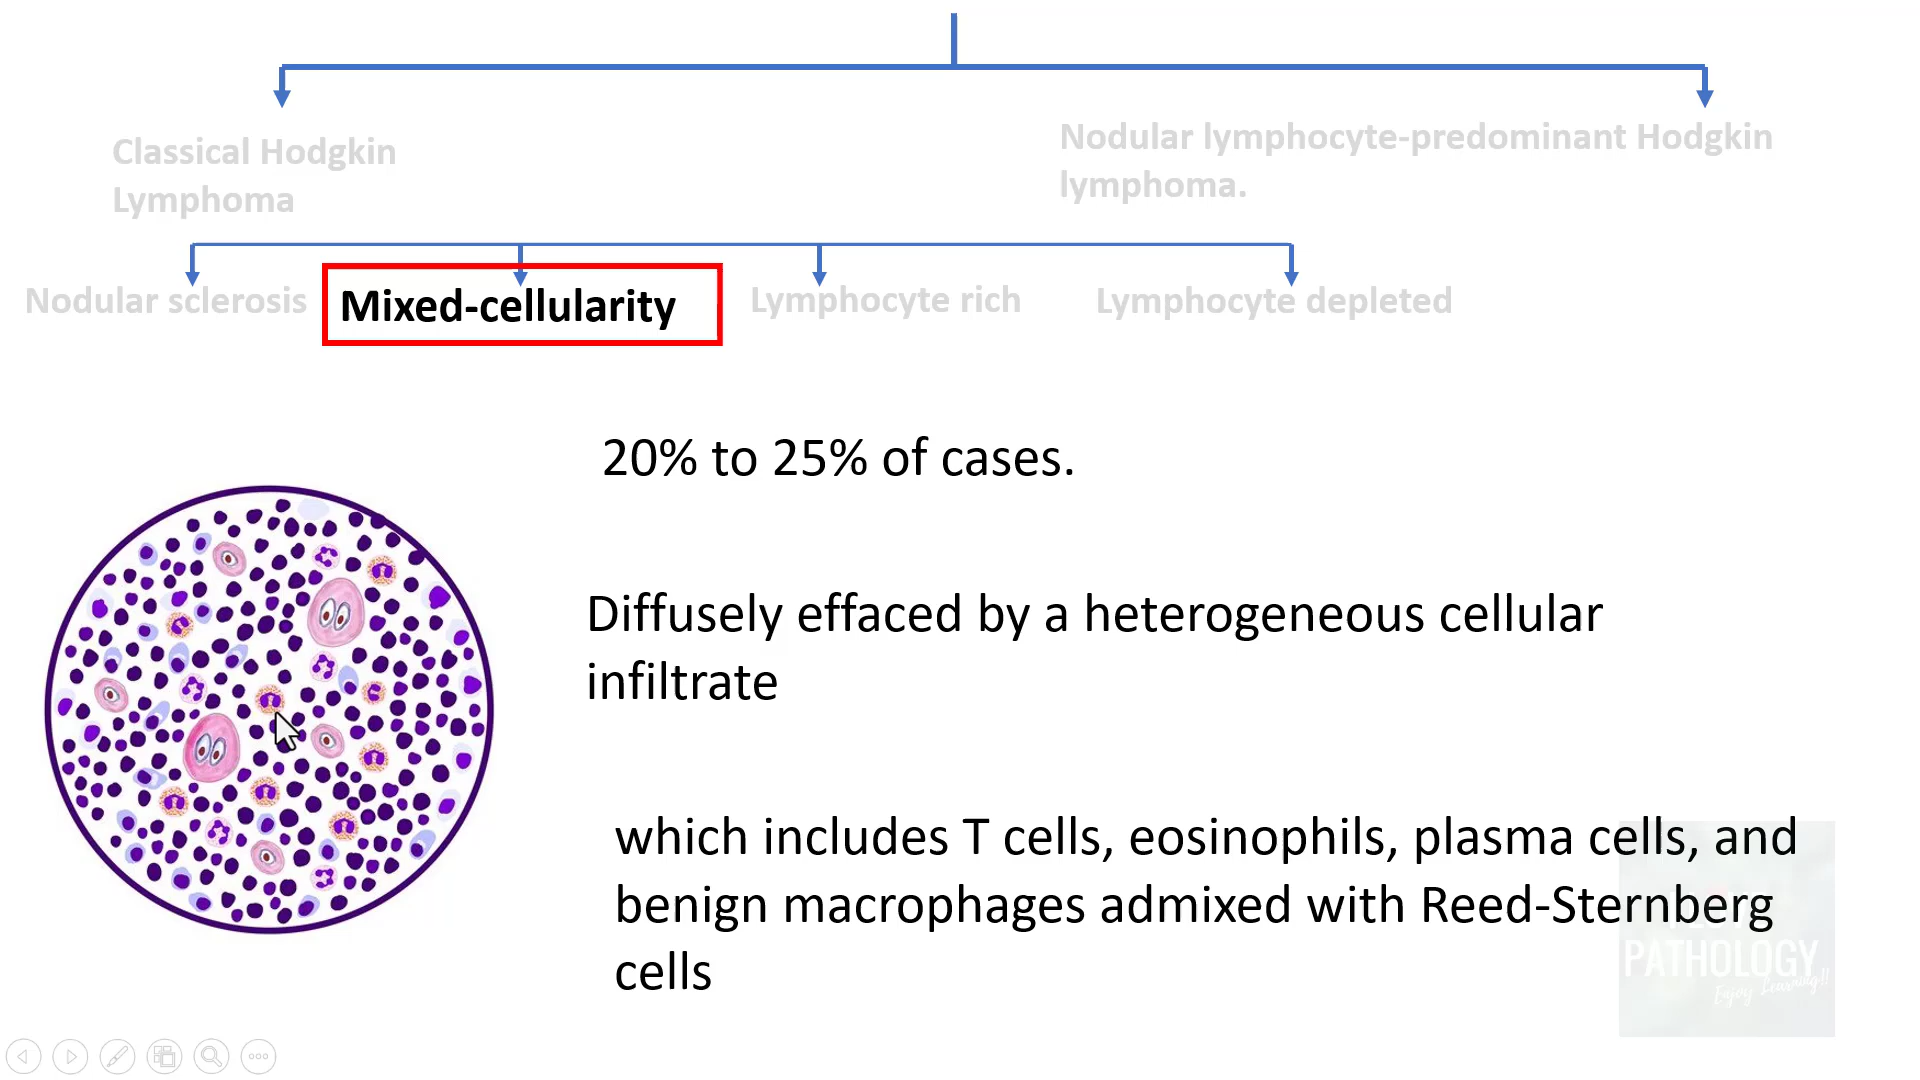 Classical Hodgkin
Lymphoma
Nodular lymphocyte-predominant Hodgkin
lymphoma.
Nodular sclerosis
Mixed-cellularity
Lymphocyte rich
Lymphocyte depleted
20% to 25% of cases.
Diffusely effaced by a heterogeneous cellular
infiltrate
which includes T cells, eosinophils, plasma cells, and
benign macrophages admixed with Reed-Sternberg
cells
PATHOLOGY
Enjoy Learning!!